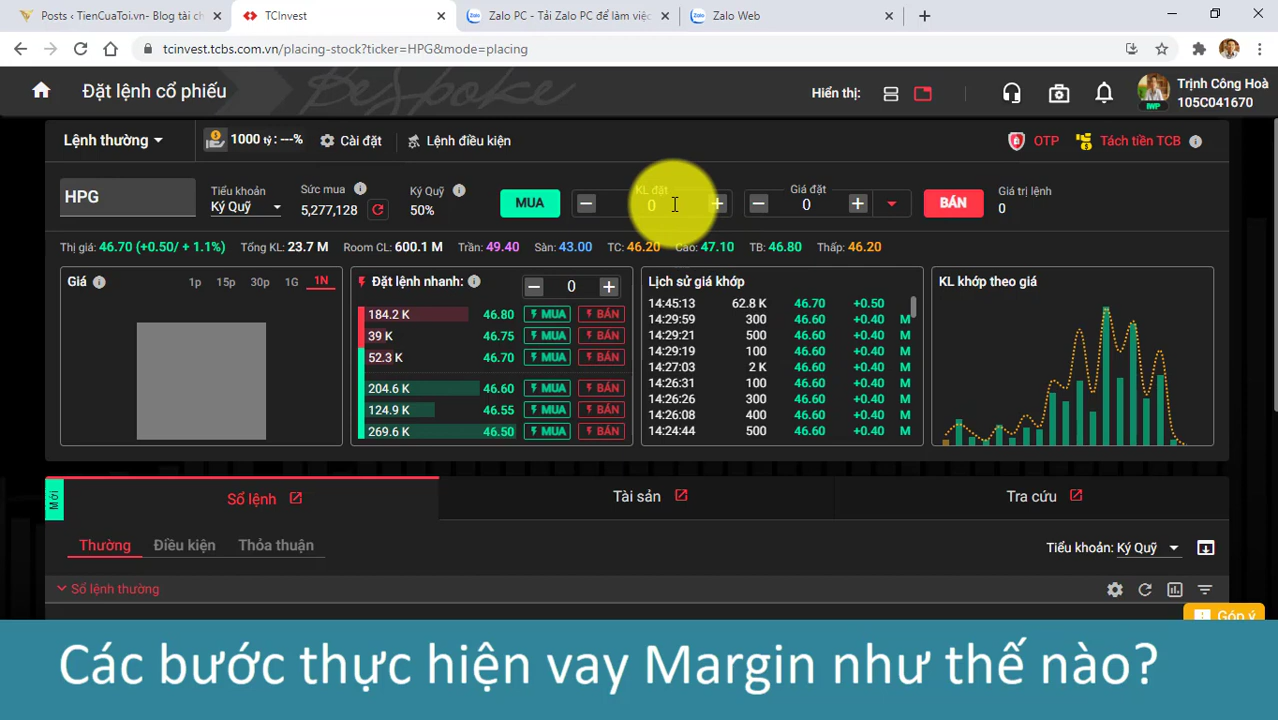 Posts ‹ TienCuaToi.vn- Blog tài ch
TCInvest
Zalo PC - Tải Zalo PC để làm việc
Zalo Web
tcinvest.tcbs.com.vn/placing-stock?ticker=HPG&mode=placing
Đặt lệnh cổ phiếu
BeSpoke
Hiển thị:
Trịnh Công Hoà
105C041670
IWP
Lệnh thường
1000 tỷ: ---%
Cài đặt
Lệnh điều kiện
OTP
Tách tiền TCB
HPG
Tiểu khoản
Ký Quỹ
Sức mua
5,277,128
Ký Quỹ
50%
MUA
KL đặt
0
Giá đặt
0
BÁN
Giá trị lệnh
0
Thị giá: 46.70 (+0.50/ + 1.1%) Tổng KL: 23.7 M Room CL: 600.1 M Trần: 49.40 Sàn: 43.00 TC: 46.20 Cao: 47.10 TB: 46.80 Thấp: 46.20
Giá 1p 15p 30p 1G 1N
Đặt lệnh nhanh: 0
184.2 K 46.80 MUA BÁN
39 K 46.75 MUA BÁN
52.3 K 46.70 MUA BÁN
204.6 K 46.60 MUA BÁN
124.9 K 46.55 MUA BÁN
269.6 K 46.50 MUA BÁN
Lịch sử giá khớp
14:45:13 62.8 K 46.70 +0.50
14:29:59 300 46.60 +0.40 M
14:29:21 500 46.60 +0.40 M
14:29:19 100 46.60 +0.40 M
14:27:03 2 K 46.60 +0.40 M
14:26:31 100 46.60 +0.40 M
14:26:26 300 46.60 +0.40 M
14:26:08 400 46.60 +0.40 M
14:24:44 500 46.60 +0.40 M
KL khớp theo giá
Mới
Sổ lệnh
Tài sản
Tra cứu
Thường
Điều kiện
Thỏa thuận
Tiểu khoản: Ký Quỹ
Sổ lệnh thường
Góp ý
Các bước thực hiện vay Margin như thế nào?